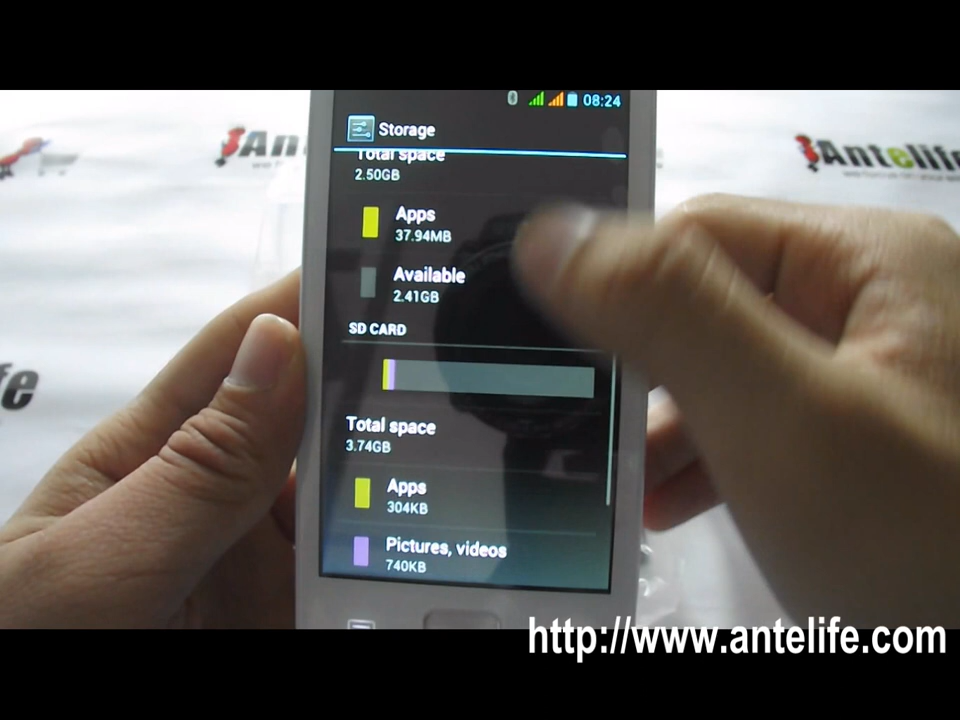 08:24
Storage
Total space
2.50GB
Apps
37.94MB
Available
2.41GB
SD CARD
Total space
3.74GB
Apps
304KB
Pictures, videos
740KB
Antelife
http://www.antelife.com